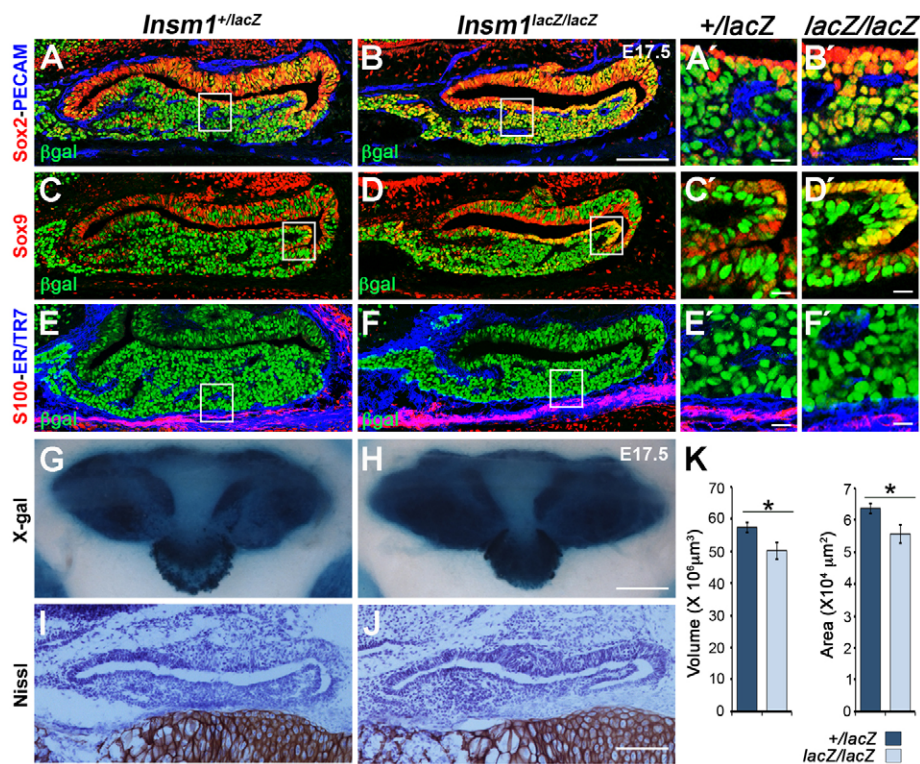 Insm1+/lacZ Insm1lacZ/lacZ +/lacZ lacZ/lacZ
Sox2-PECAM
A
βgal
B
E17.5
A´
B´
Sox9
C
βgal
D
βgal
C´
D´
S100-ER/TR7
E
βgal
F
βgal
E´
F´
X-gal
G
H
E17.5
Nissl
I
J
K
Volume (X 10⁶μm³)
70
60
50
40
30
20
10
0
*
Area (X10⁴ μm²)
7
6
5
4
3
2
1
0
*
+/lacZ
lacZ/lacZ